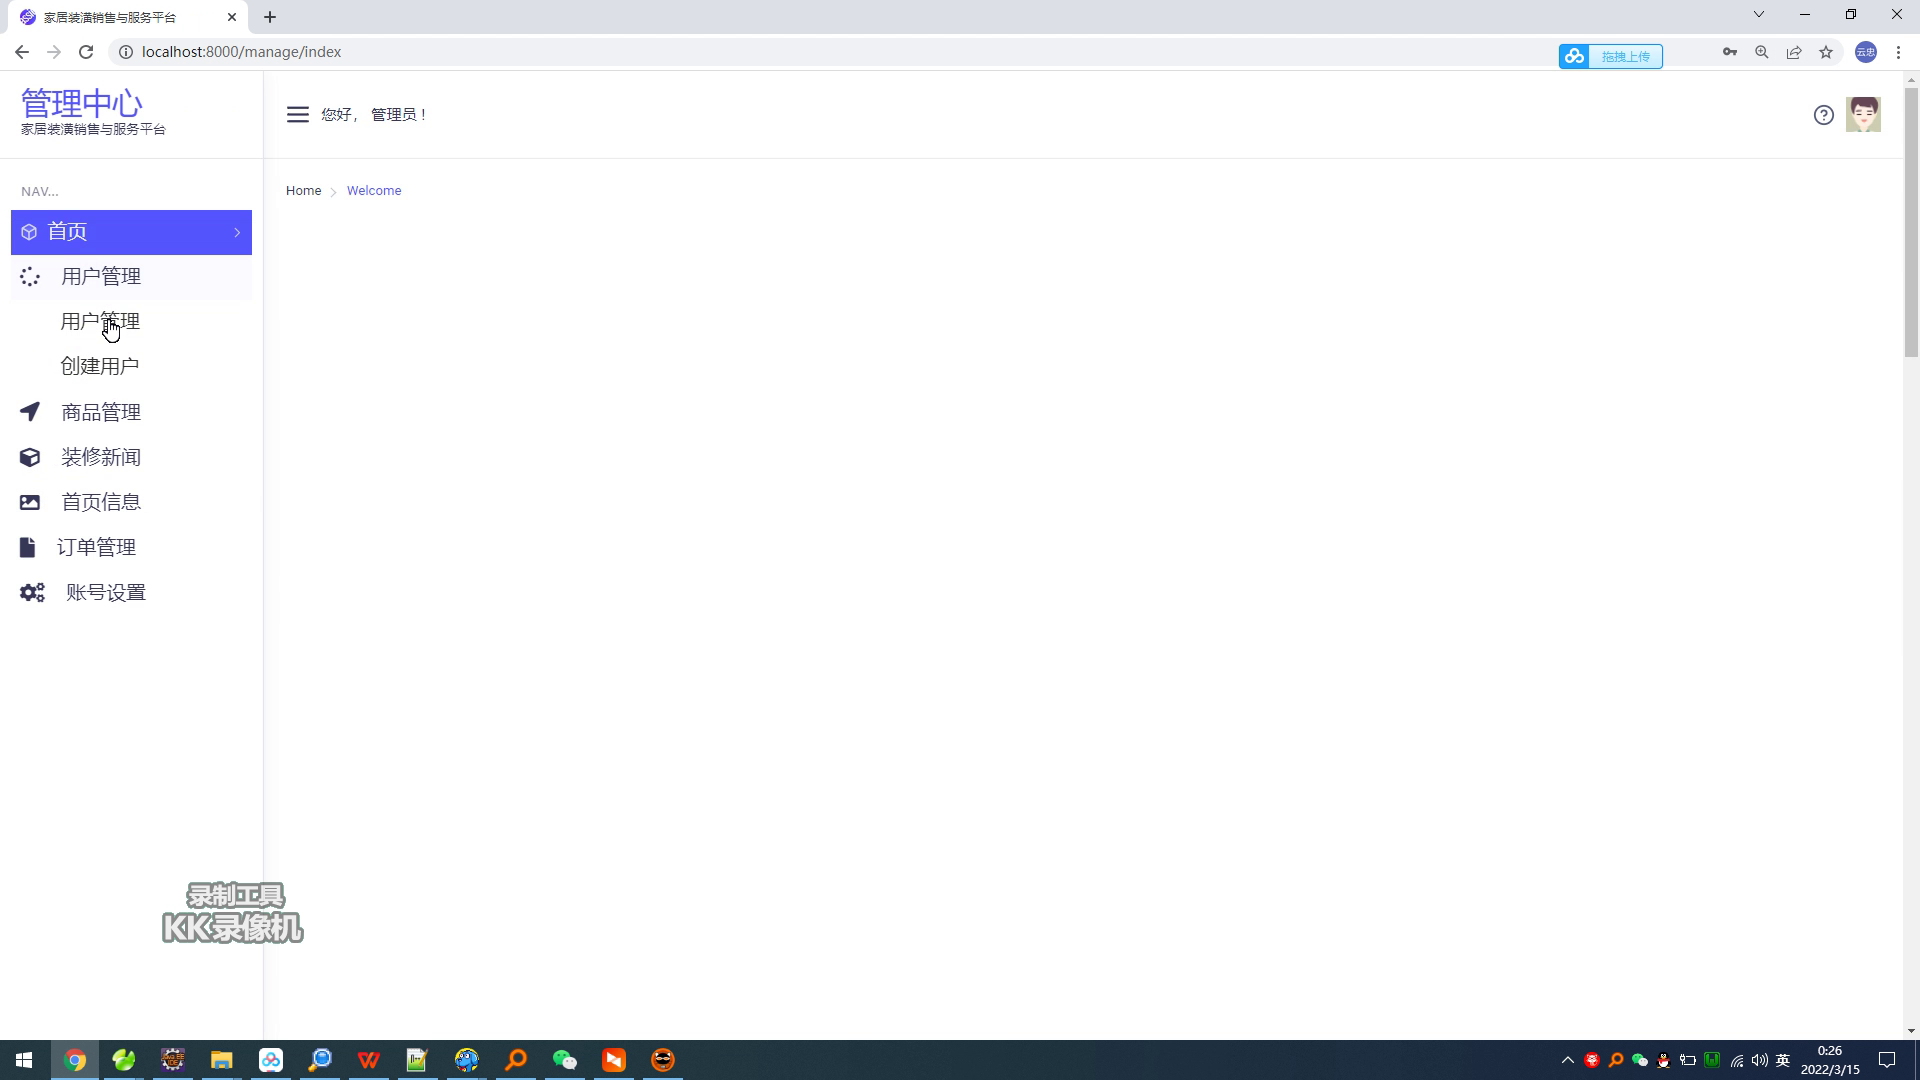 家居装潢销售与服务平台
localhost:8000/manage/index
拖拽上传
云忠
管理中心
家居装潢销售与服务平台
您好， 管理员！
NAV...
Home
Welcome
首页
用户管理
用户管理
创建用户
商品管理
装修新闻
首页信息
订单管理
账号设置
录制工具
KK录像机
英
0:26
2022/3/15